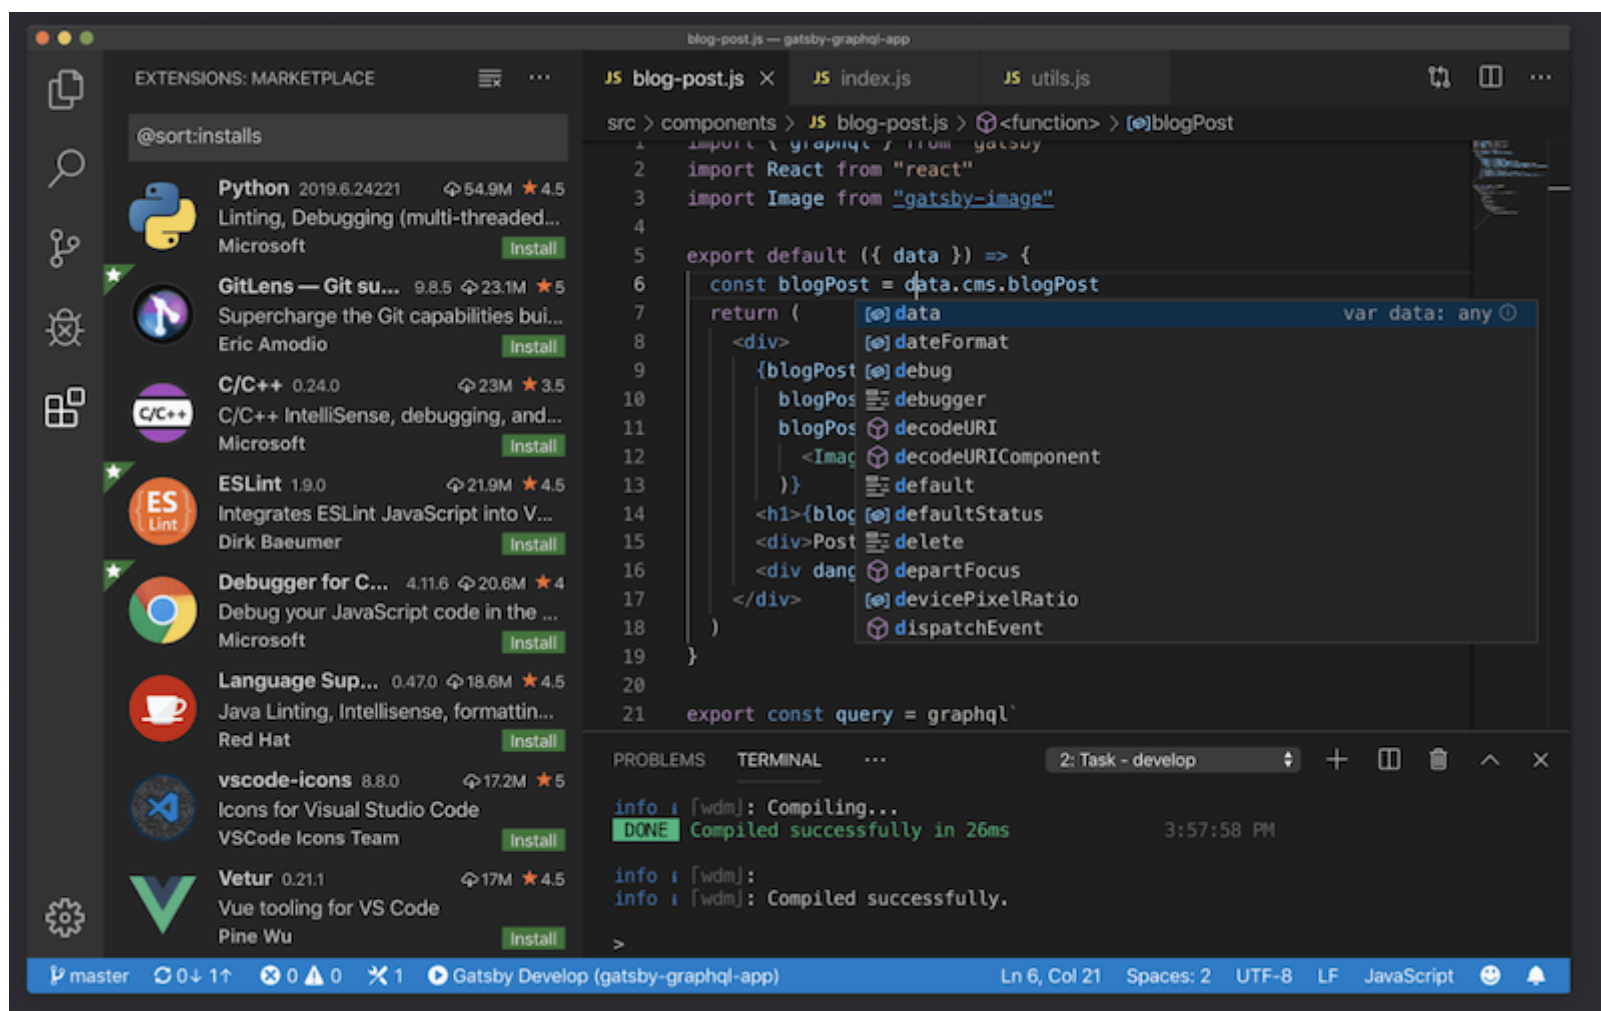 blog-post.js — gatsby-graphql-app
EXTENSIONS: MARKETPLACE
@sort:installs
Python 2019.6.24221 54.9M ★ 4.5
Linting, Debugging (multi-threaded...
Microsoft Install
GitLens — Git su... 9.8.5 23.1M ★ 5
Supercharge the Git capabilities bui...
Eric Amodio Install
C/C++
C/C++ 0.24.0 23M ★ 3.5
C/C++ IntelliSense, debugging, and...
Microsoft Install
ES
Lint
ESLint 1.9.0 21.9M ★ 4.5
Integrates ESLint JavaScript into V...
Dirk Baeumer Install
Debugger for C... 4.11.6 20.6M ★ 4
Debug your JavaScript code in the ...
Microsoft Install
Language Sup... 0.47.0 18.6M ★ 4.5
Java Linting, Intellisense, formattin...
Red Hat Install
vscode-icons 8.8.0 17.2M ★ 5
Icons for Visual Studio Code
VSCode Icons Team Install
Vetur 0.21.1 17M ★ 4.5
Vue tooling for VS Code
Pine Wu Install
JS blog-post.js × JS index.js JS utils.js
src > components > JS blog-post.js > <function> > blogPost
1 import { graphql } from "gatsby"
2 import React from "react"
3 import Image from "gatsby-image"
4
5 export default ({ data }) => {
6 const blogPost = data.cms.blogPost
7 return (
8 <div>
9 {blogPost
10 blogPos
11 blogPos
12 <Imag
13 )}
14 <h1>{blog
15 <div>Post
16 <div dang
17 </div>
18 )
19 }
20
21 export const query = graphql`
data var data: any
dateFormat
debug
debugger
decodeURI
decodeURIComponent
default
defaultStatus
delete
departFocus
devicePixelRatio
dispatchEvent
PROBLEMS TERMINAL ... 2: Task - develop
info i ｢wdm｣: Compiling...
DONE Compiled successfully in 26ms 3:57:58 PM
info i ｢wdm｣:
info i ｢wdm｣: Compiled successfully.
>
master 0↓ 1↑ 0 0 1 Gatsby Develop (gatsby-graphql-app) Ln 6, Col 21 Spaces: 2 UTF-8 LF JavaScript